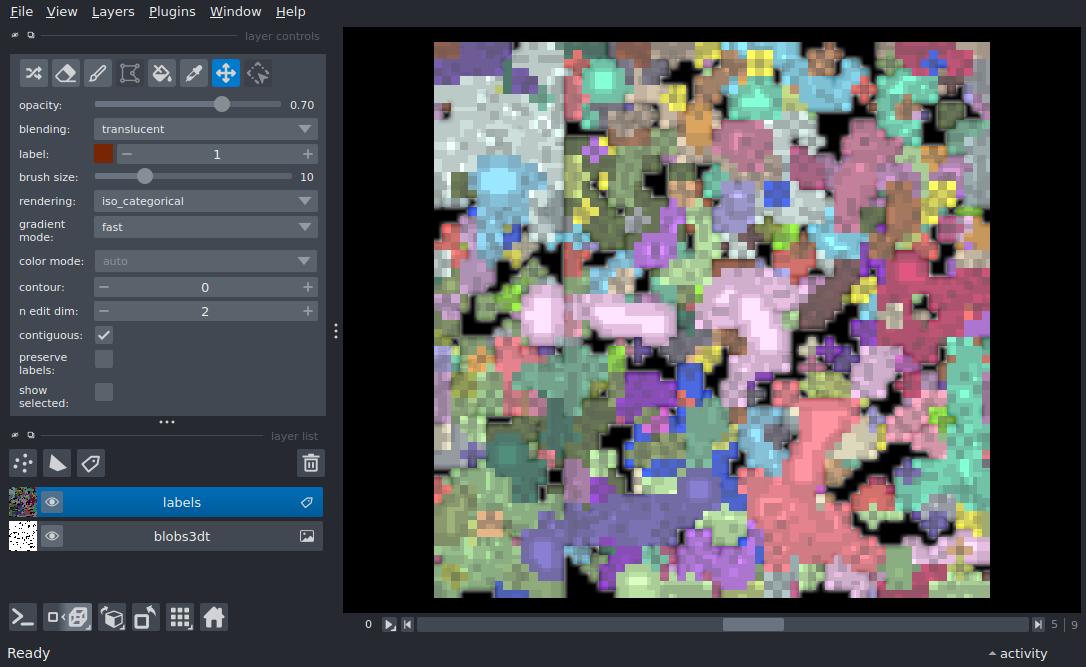 File View Layers Plugins Window Help
layer controls
opacity: 0.70
blending: translucent
label: 1
brush size: 10
rendering: iso_categorical
gradient
mode: fast
color mode: auto
contour: 0
n edit dim: 2
contiguous:
preserve
labels:
show
selected:
layer list
labels
blobs3dt
0 5 | 9
Ready activity